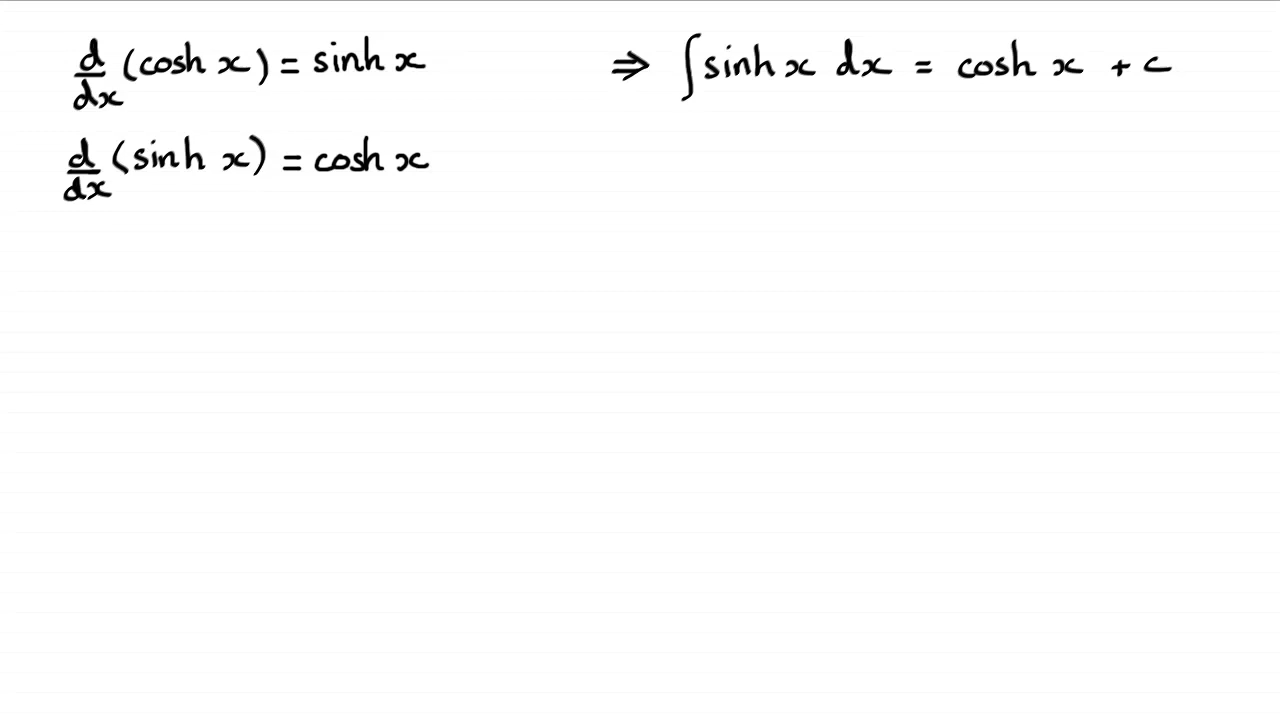 d/dx (cosh x) = sinh x ⇒ ∫ sinh x dx = cosh x + c
d/dx (sinh x) = cosh x